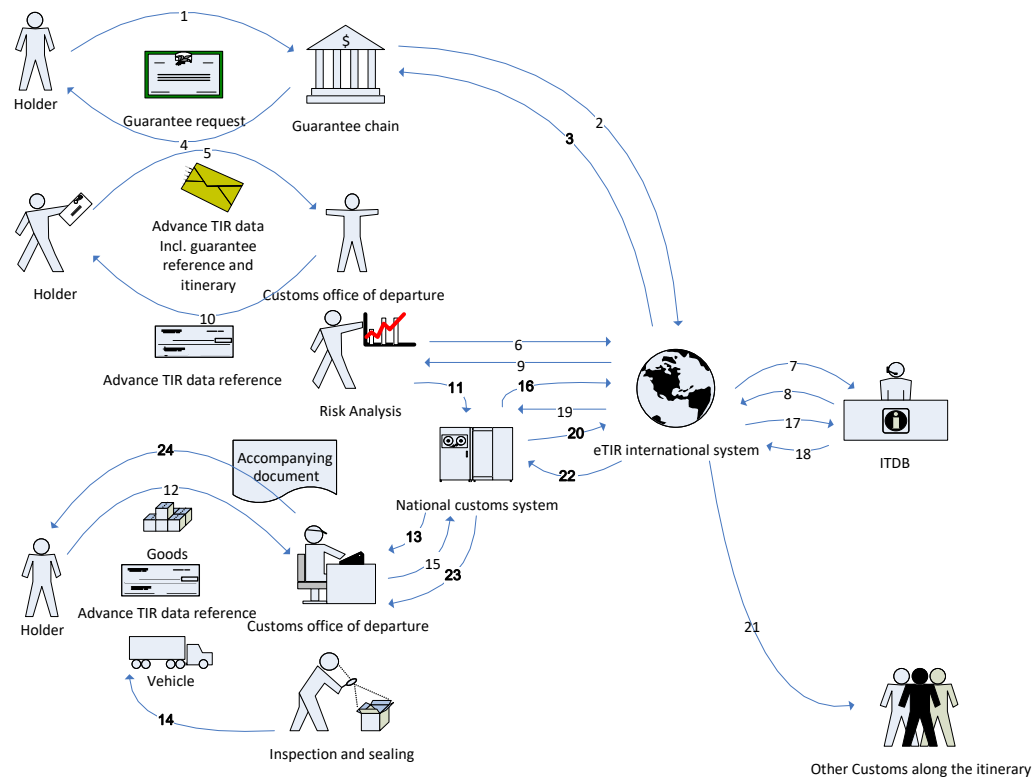 1
$
Holder
Guarantee request
Guarantee chain
2
3
4
5
Advance TIR data
Incl. guarantee
reference and
itinerary
Holder
Customs office of departure
10
Advance TIR data reference
Risk Analysis
6
9
11
16
7
8
19
17
20
18
eTIR international system
ITDB
22
National customs system
24
Accompanying
document
12
Goods
13
15
23
Advance TIR data reference
Holder
Customs office of departure
21
Vehicle
14
Inspection and sealing
Other Customs along the itinerary